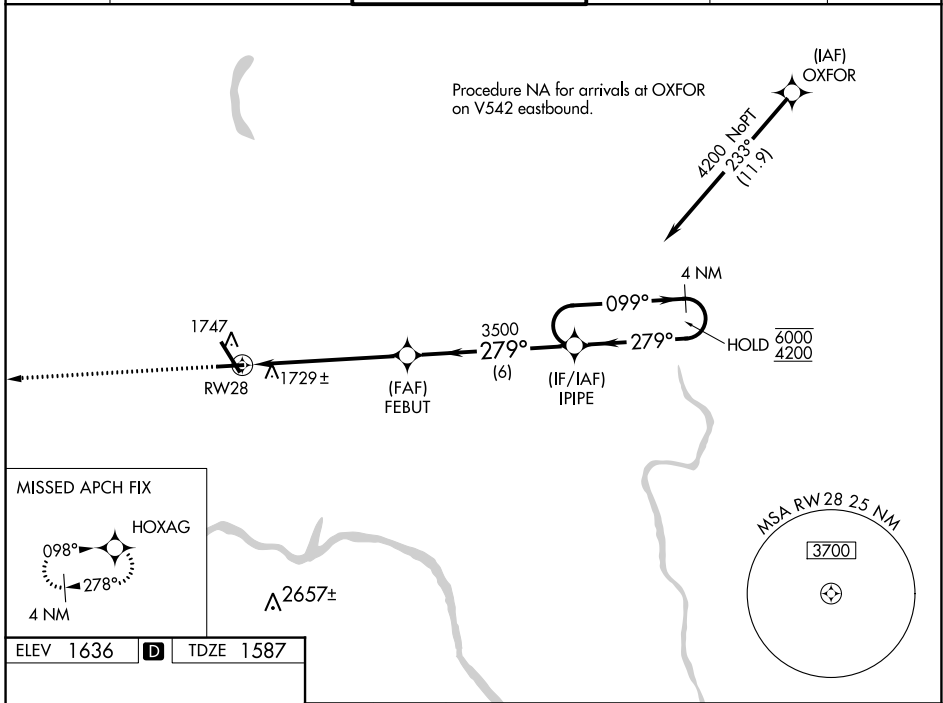 (IAF)
OXFOR
Procedure NA for arrivals at OXFOR
on V542 eastbound.
4200 NoPT
233°
(11.9)
4 NM
099°
1747
3500
279°
279°
HOLD
6000
4200
1729±
(6)
RW28
(FAF)
FEBUT
(IF/IAF)
IPIPE
MISSED APCH FIX
HOXAG
098°
278°
4 NM
2657±
MSA RW28 25 NM
3700
ELEV 1636 D TDZE 1587